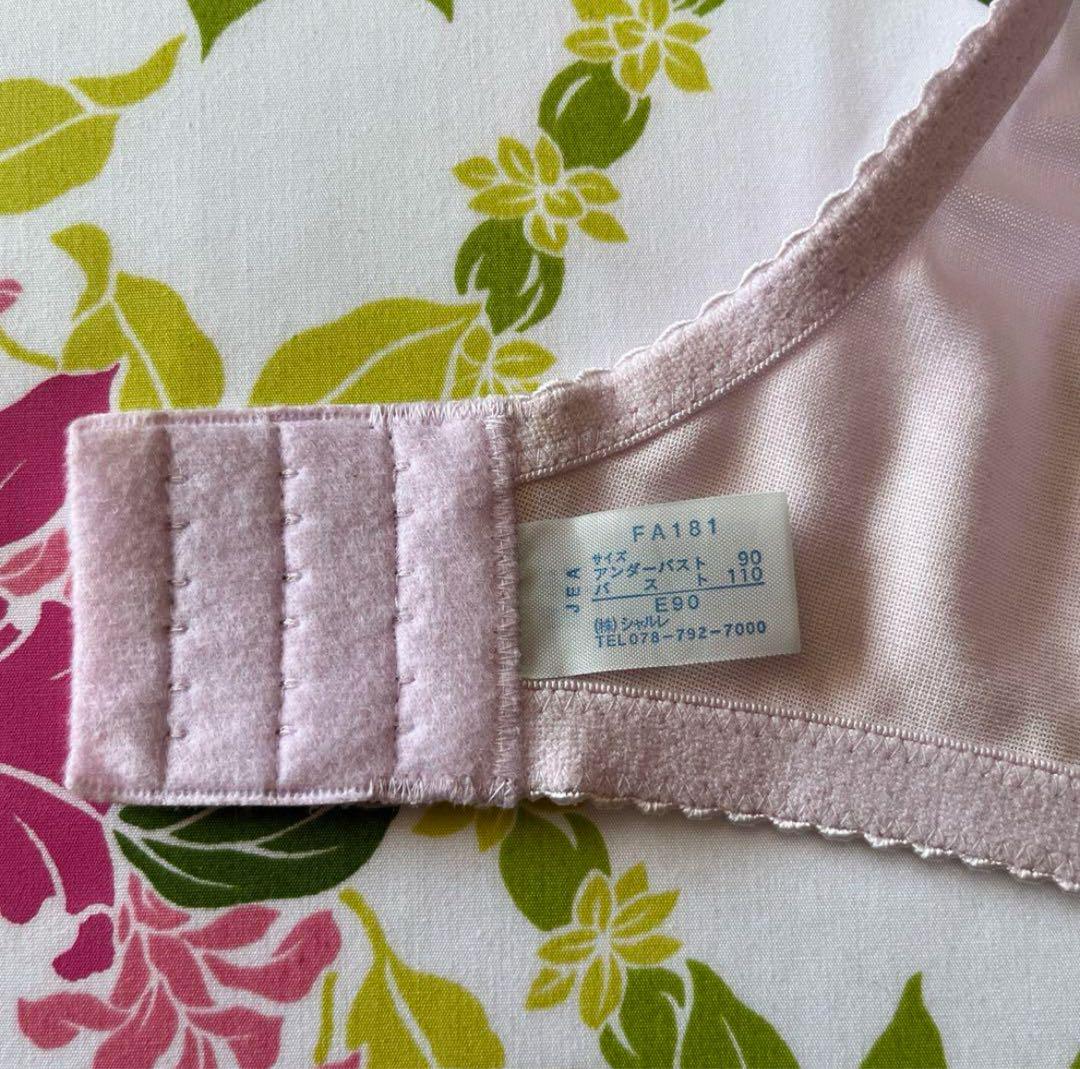 FA181
サイズ
アンダーバスト 90
バスト 110
E90
(株)シャルレ
TEL078-792-7000
JEA